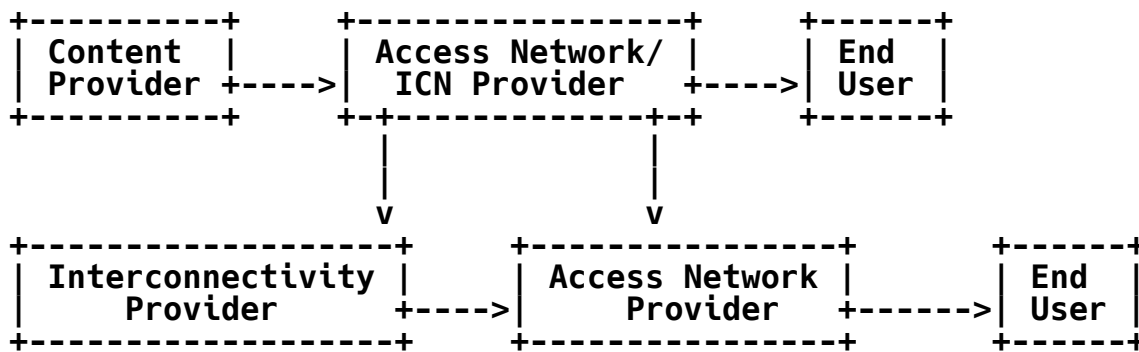 +----------+      +------------------+      +------+
| Content  |      | Access Network/  |      | End  |
| Provider +----->|  ICN Provider    +----->| User |
+----------+      +-+--------------+-+      +------+
                    |              |
                    |              |
                    v              v
+-------------------+     +----------------+       +------+
| Interconnectivity |     | Access Network |       | End  |
|     Provider      +---->|    Provider    +------>| User |
+-------------------+     +----------------+       +------+